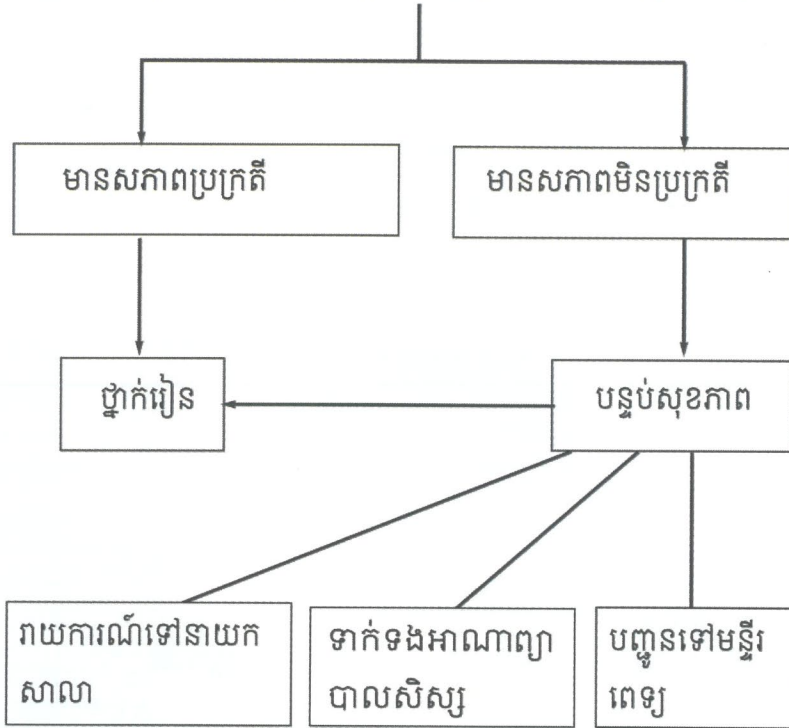 មានសភាពប្រក្រតី
មានសភាពមិនប្រក្រតី
ថ្នាក់រៀន
បន្ទប់សុខភាព
រាយការណ៍ទៅនាយក
សាលា
ទាក់ទងអាណាព្យា
បាលសិស្ស
បញ្ជូនទៅមន្ទីរ
ពេទ្យ